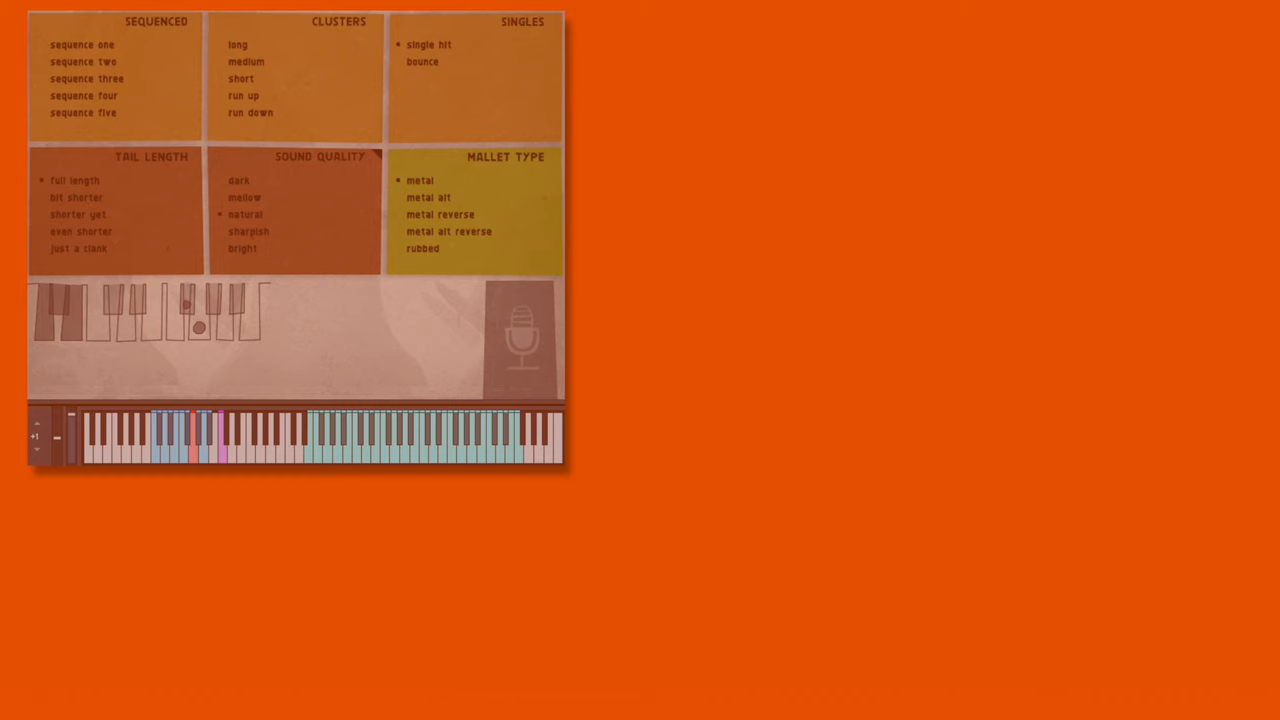 SEQUENCED
sequence one
sequence two
sequence three
sequence four
sequence five
CLUSTERS
long
medium
short
run up
run down
SINGLES
single hit
bounce
TAIL LENGTH
full length
bit shorter
shorter yet
even shorter
just a clank
SOUND QUALITY
dark
mellow
natural
sharpish
bright
MALLET TYPE
metal
metal alt
metal reverse
metal alt reverse
rubbed
+1